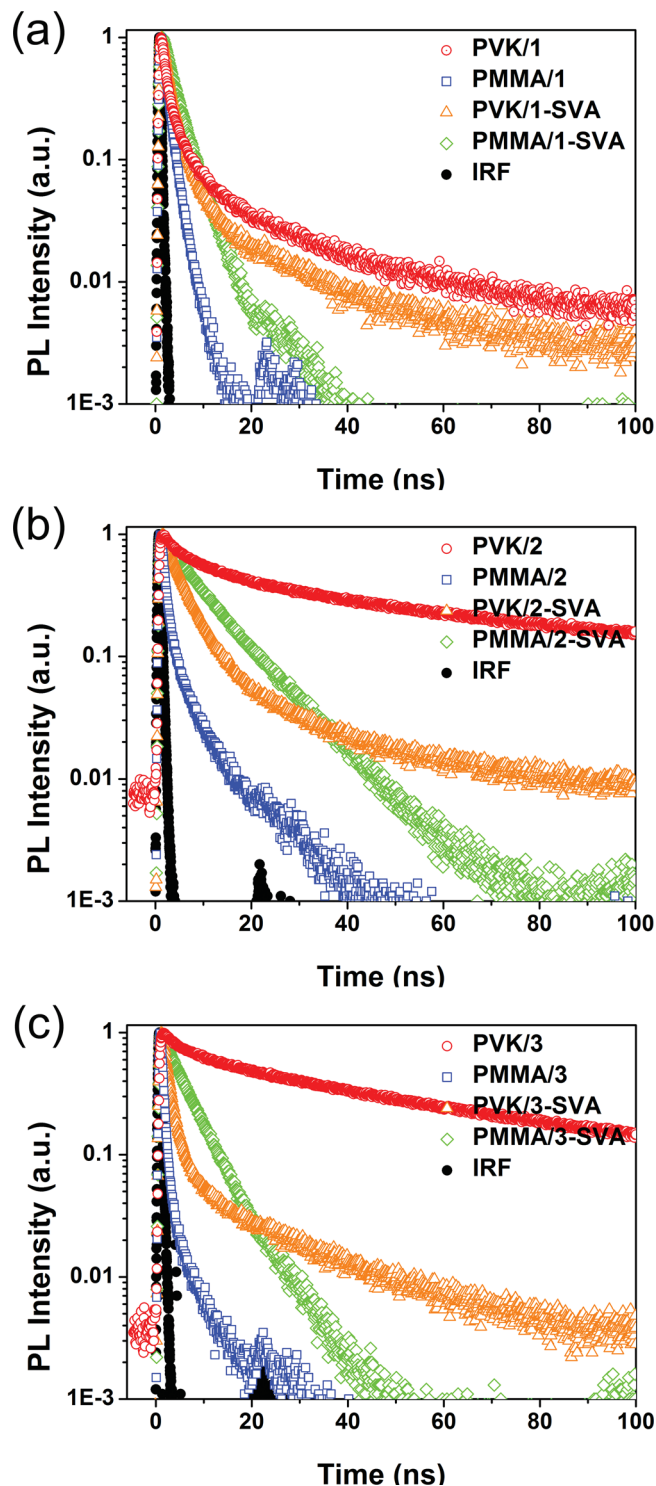 (a)
PL Intensity (a.u.)
1
0.1
0.01
1E-3
PVK/1
PMMA/1
PVK/1-SVA
PMMA/1-SVA
IRF
0 20 40 60 80 100
Time (ns)
(b)
PL Intensity (a.u.)
1
0.1
0.01
1E-3
PVK/2
PMMA/2
PVK/2-SVA
PMMA/2-SVA
IRF
0 20 40 60 80 100
Time (ns)
(c)
PL Intensity (a.u.)
1
0.1
0.01
1E-3
PVK/3
PMMA/3
PVK/3-SVA
PMMA/3-SVA
IRF
0 20 40 60 80 100
Time (ns)